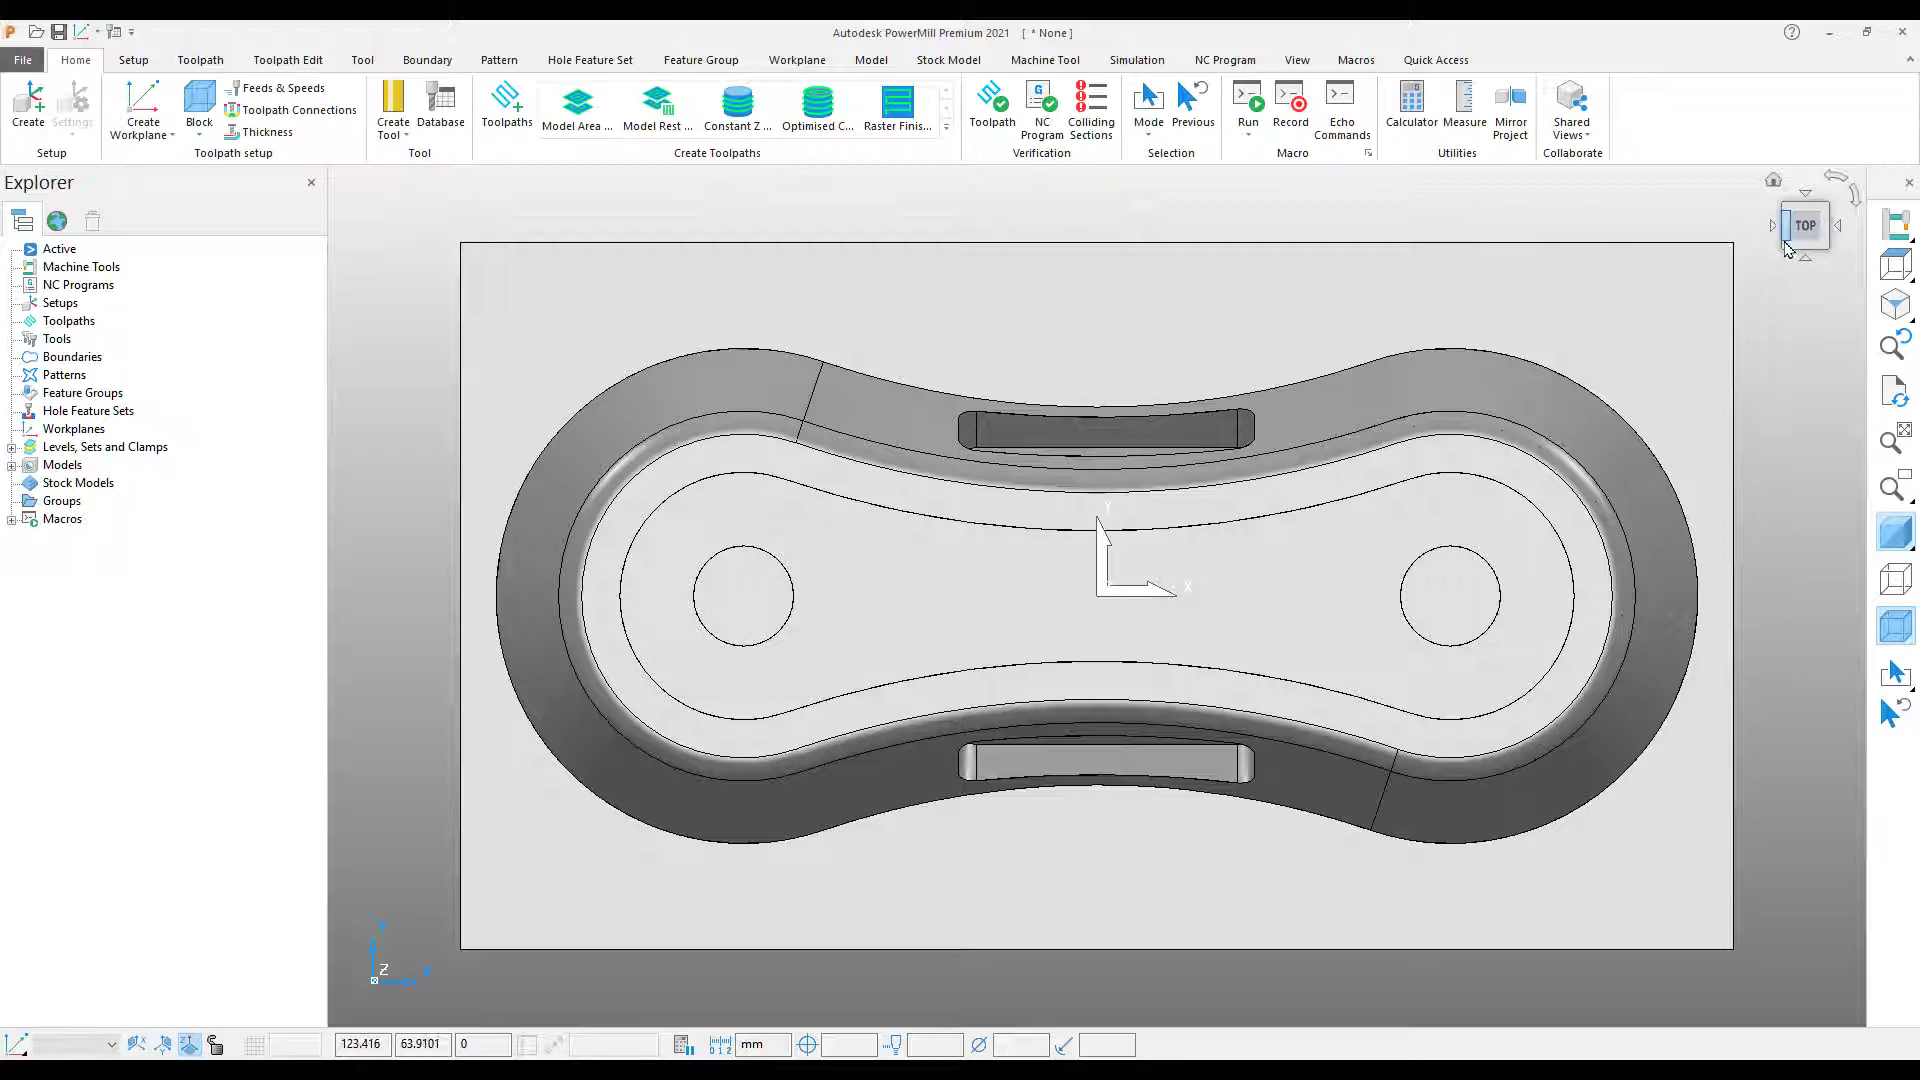 Autodesk PowerMill Premium 2021 [ * None ]
File Home Setup Toolpath Toolpath Edit Tool Boundary Pattern Hole Feature Set Feature Group Workplane Model Stock Model Machine Tool Simulation NC Program View Macros Quick Access
Create
Settings
Setup
Create Workplane
Block
Feeds & Speeds
Toolpath Connections
Thickness
Toolpath setup
Create Tool
Database
Tool
Toolpaths
Model Area ...
Model Rest ...
Constant Z ...
Optimised C...
Raster Finis...
Create Toolpaths
Toolpath
NC Program
Colliding Sections
Verification
Mode
Previous
Selection
Run
Record
Echo Commands
Macro
Calculator
Measure
Mirror Project
Utilities
Shared Views
Collaborate
Explorer
Active
Machine Tools
NC Programs
Setups
Toolpaths
Tools
Boundaries
Patterns
Feature Groups
Hole Feature Sets
Workplanes
Levels, Sets and Clamps
Models
Stock Models
Groups
Macros
TOP
Y
X
Z
123.416 63.9101 0 mm